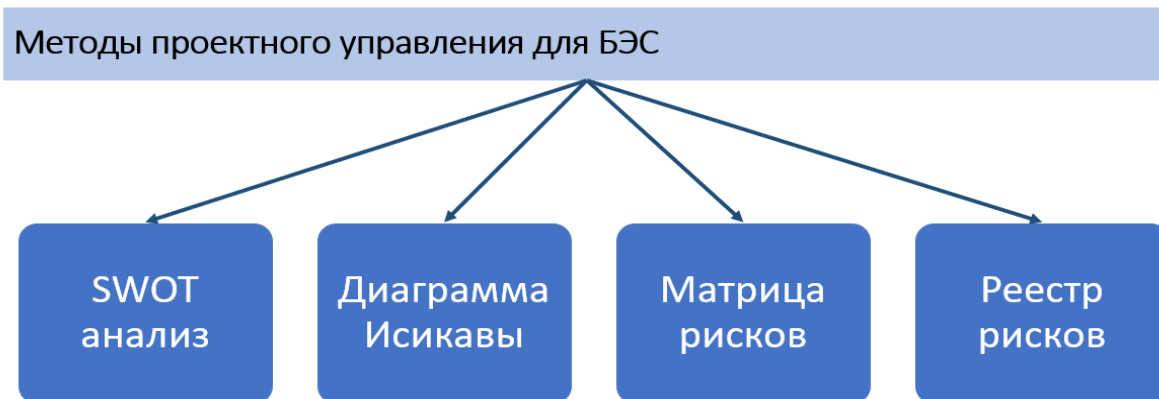 Методы проектного управления для БЭС
SWOT
анализ
Диаграмма
Исикавы
Матрица
рисков
Реестр
рисков